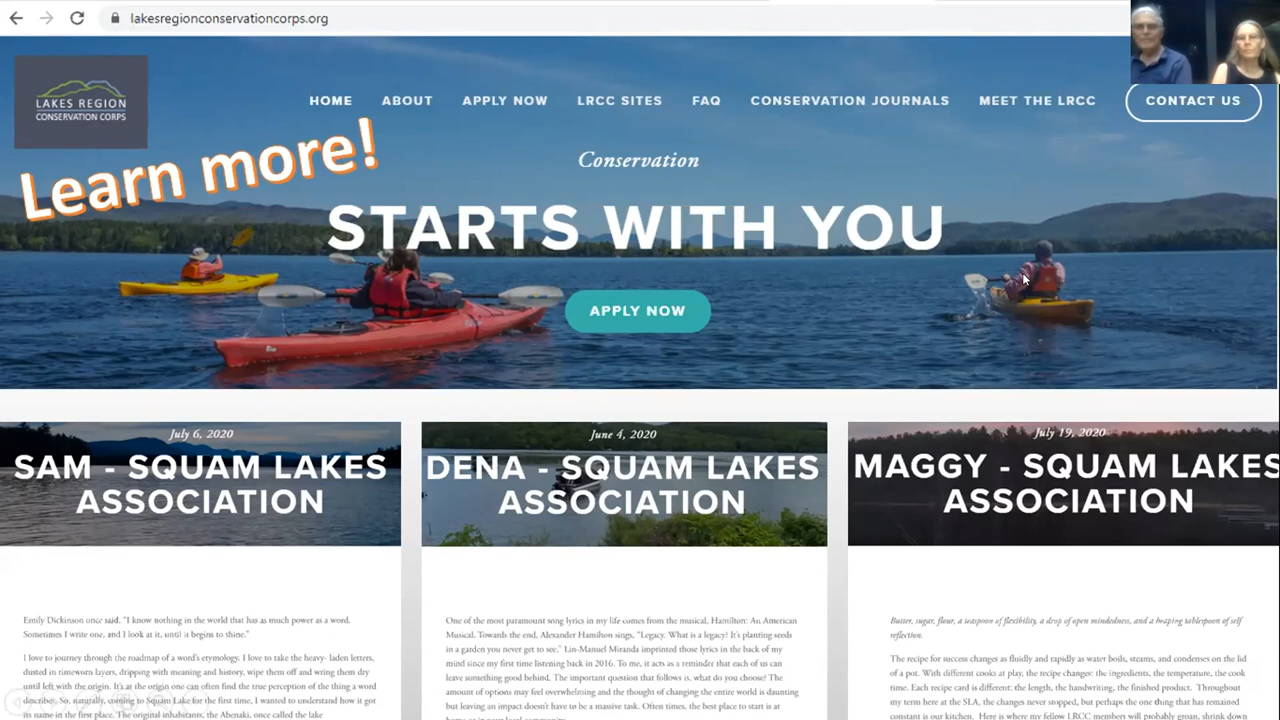 lakesregionconservationcorps.org
LAKES REGION
CONSERVATION CORPS
HOME ABOUT APPLY NOW LRCC SITES FAQ CONSERVATION JOURNALS MEET THE LRCC CONTACT US
Learn more!
Conservation
STARTS WITH YOU
APPLY NOW
July 6, 2020
SAM - SQUAM LAKES
ASSOCIATION
Emily Dickinson once said, "I know nothing in the world that has as much power as a word.
Sometimes I write one, and I look at it, until it begins to shine."
I love to journey through the roadmap of a word's etymology. I love to take the heavy- laden letters,
dusted in timeworn layers, dripping with meaning and history, wipe them off and wring them dry
until left with the origin. It's at the origin one can often find the true perception of the thing a word
describes. So, naturally, coming to Squam Lake for the first time, I wanted to understand how it
got its name in the first place. The original inhabitants, the Abenaki, once called the lake
June 4, 2020
DENA - SQUAM LAKES
ASSOCIATION
One of the most paramount song lyrics in my life comes from the musical, Hamilton: An American
Musical. Towards the end, Alexander Hamilton sings, "Legacy. What is a legacy? It's planting seeds
in a garden you never get to see." Lin-Manuel Miranda imprinted those lyrics in the back of my
mind since my first time listening back in 2016. To me, it acts as a reminder that each of us can
leave something good behind. The important question that follows is, what do you choose? The
amount of options may feel overwhelming and the thought of changing the entire world is daunting
but leaving an impact doesn't have to be a massive task. Often times, the best place to start is at
July 19, 2020
MAGGY - SQUAM LAKES
ASSOCIATION
Butter, sugar, flour, a teaspoon of flexibility, a drop of open mindedness, and a heaping tablespoon of self
reflection.
The recipe for success changes as fluidly and rapidly as water boils, steams, and condenses on the lid
of a pot. With different cooks at play, the recipe changes: the ingredients, the temperature, the cook
time. Each recipe card is different: the length, the handwriting, the finished product. Throughout
my term here at the SLA, the changes never stopped, but perhaps the one thing that has remained
constant is our kitchen. Here is where my fellow LRCC members will probably groan, shrink down